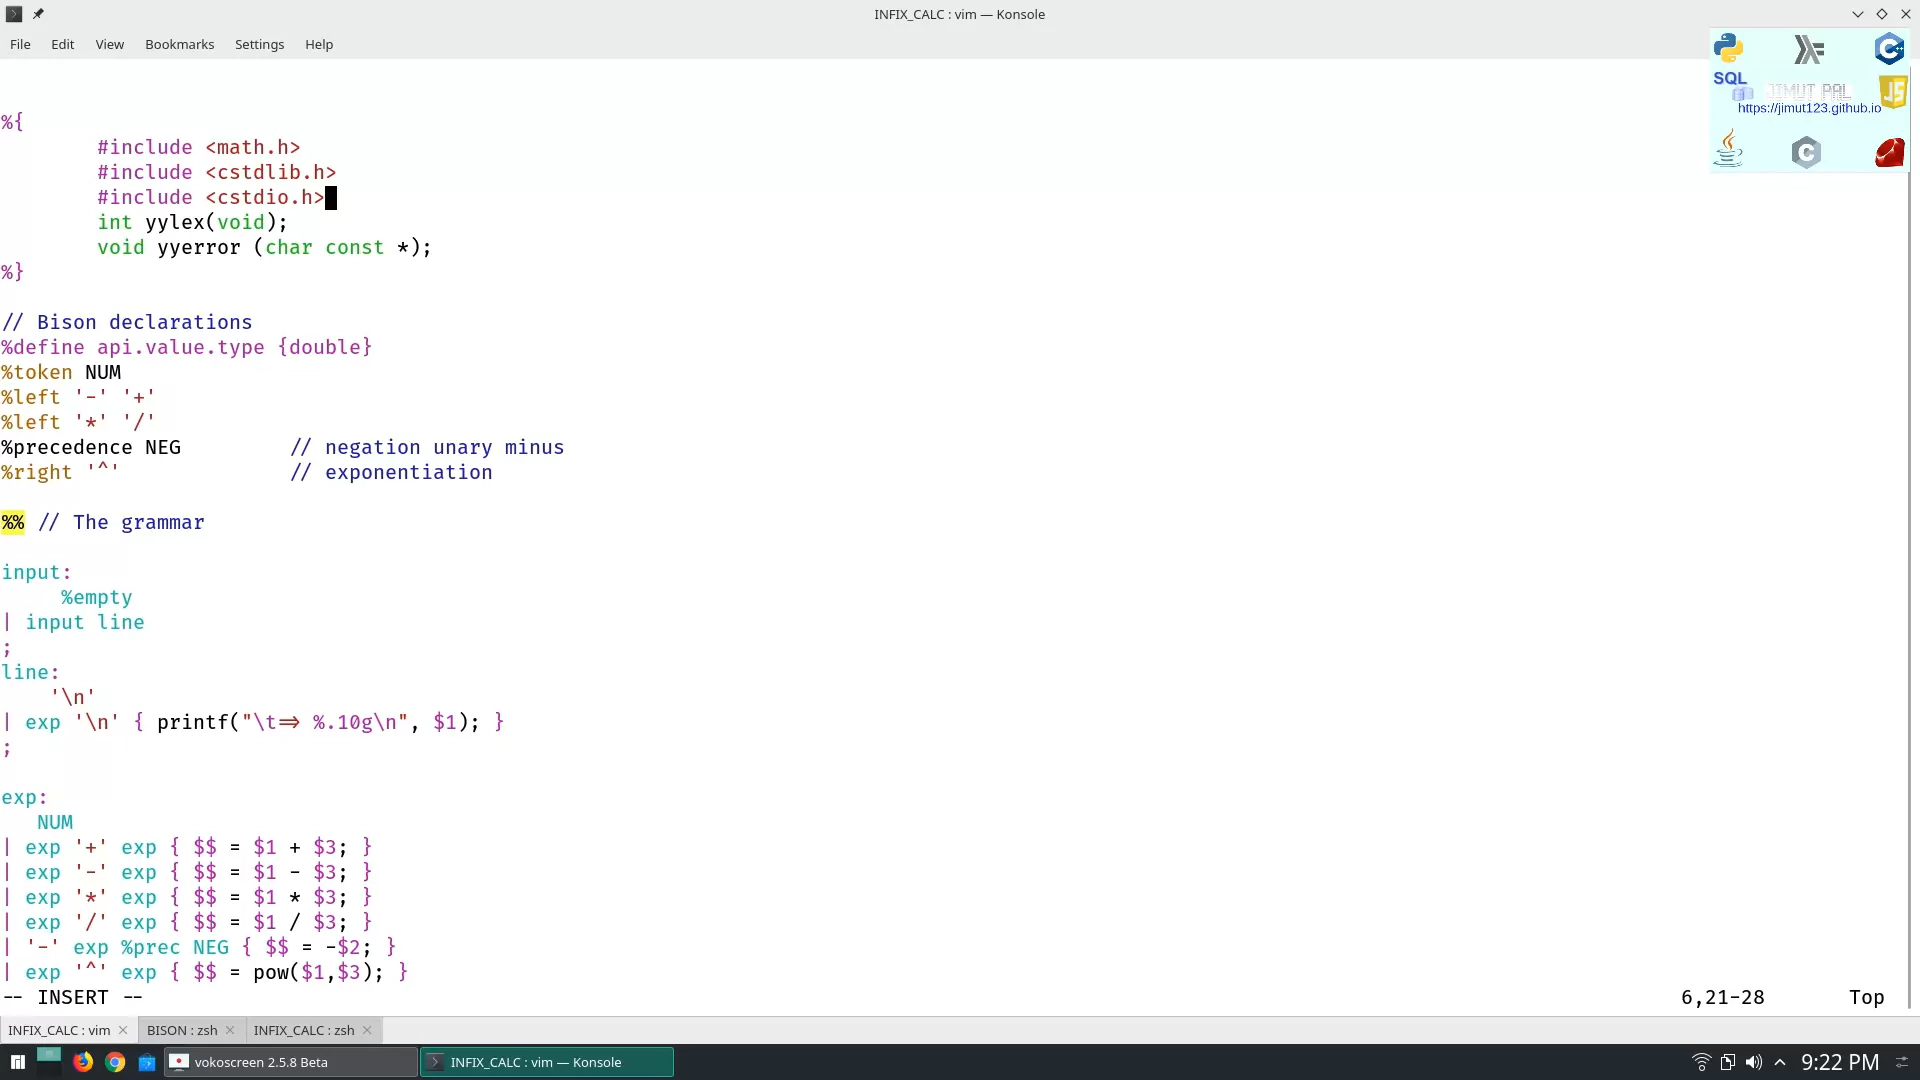 INFIX_CALC : vim — Konsole
File Edit View Bookmarks Settings Help
SQL
JIMUT PAL
JS
https://jimut123.github.io
C
%{
#include <math.h>
#include <cstdlib.h>
#include <cstdio.h>
int yylex(void);
void yyerror (char const *);
%}
// Bison declarations
%define api.value.type {double}
%token NUM
%left '-' '+'
%left '*' '/'
%precedence NEG // negation unary minus
%right '^' // exponentiation
%% // The grammar
input:
%empty
| input line
;
line:
'\n'
| exp '\n' { printf("\t=> %.10g\n", $1); }
;
exp:
NUM
| exp '+' exp { $$ = $1 + $3; }
| exp '-' exp { $$ = $1 - $3; }
| exp '*' exp { $$ = $1 * $3; }
| exp '/' exp { $$ = $1 / $3; }
| '-' exp %prec NEG { $$ = -$2; }
| exp '^' exp { $$ = pow($1,$3); }
-- INSERT -- 6,21-28 Top
INFIX_CALC : vim BISON : zsh INFIX_CALC : zsh
vokoscreen 2.5.8 Beta INFIX_CALC : vim — Konsole 9:22 PM